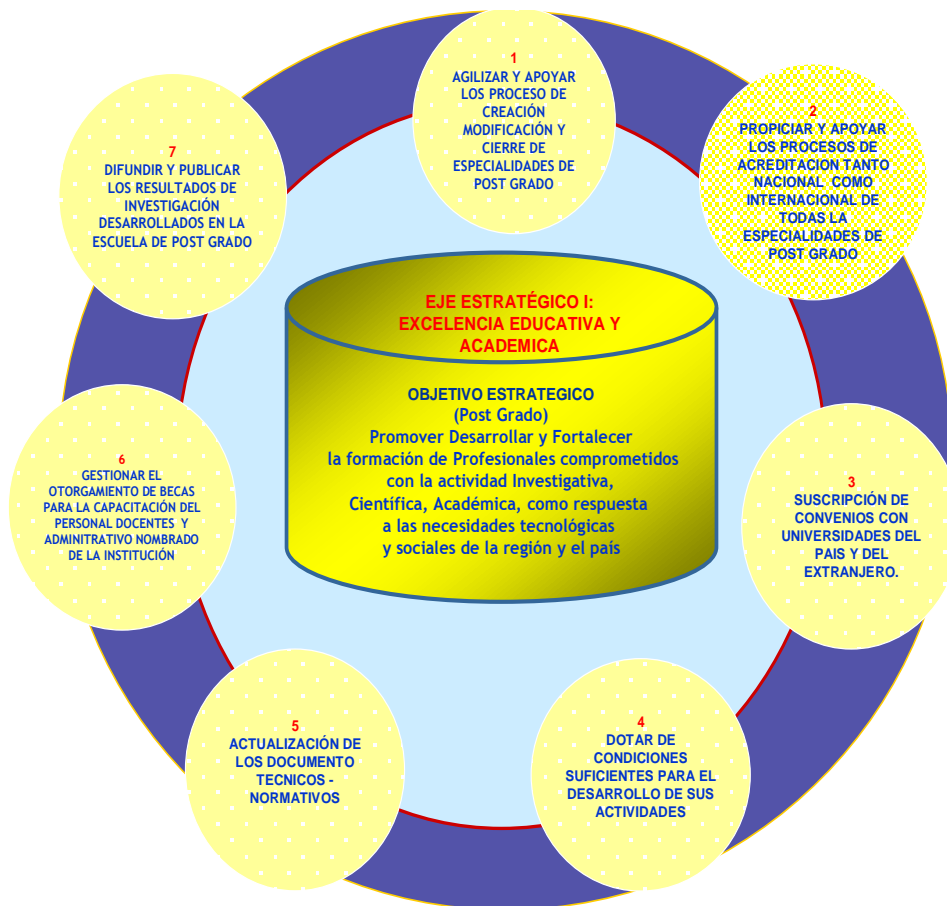 1
AGILIZAR Y APOYAR
LOS PROCESO DE
CREACIÓN
MODIFICACIÓN Y
CIERRE DE
ESPECIALIDADES DE
POST GRADO
2
PROPICIAR Y APOYAR
LOS PROCESOS DE
ACREDITACION TANTO
NACIONAL COMO
INTERNACIONAL DE
TODAS LA
ESPECIALIDADES DE
POST GRADO
7
DIFUNDIR Y PUBLICAR
LOS RESULTADOS DE
INVESTIGACIÓN
DESARROLLADOS EN LA
ESCUELA DE POST GRADO
EJE ESTRATÉGICO I:
EXCELENCIA EDUCATIVA Y
ACADEMICA
OBJETIVO ESTRATEGICO
(Post Grado)
Promover Desarrollar y Fortalecer
la formación de Profesionales comprometidos
con la actividad Investigativa,
Científica, Académica, como respuesta
a las necesidades tecnológicas
y sociales de la región y el país
6
GESTIONAR EL
OTORGAMIENTO DE BECAS
PARA LA CAPACITACIÓN DEL
PERSONAL DOCENTES Y
ADMINITRATIVO NOMBRADO
DE LA INSTITUCIÓN
3
SUSCRIPCIÓN DE
CONVENIOS CON
UNIVERSIDADES DEL
PAIS Y DEL
EXTRANJERO.
5
ACTUALIZACIÓN DE
LOS DOCUMENTO
TECNICOS -
NORMATIVOS
4
DOTAR DE
CONDICIONES
SUFICIENTES PARA EL
DESARROLLO DE SUS
ACTIVIDADES